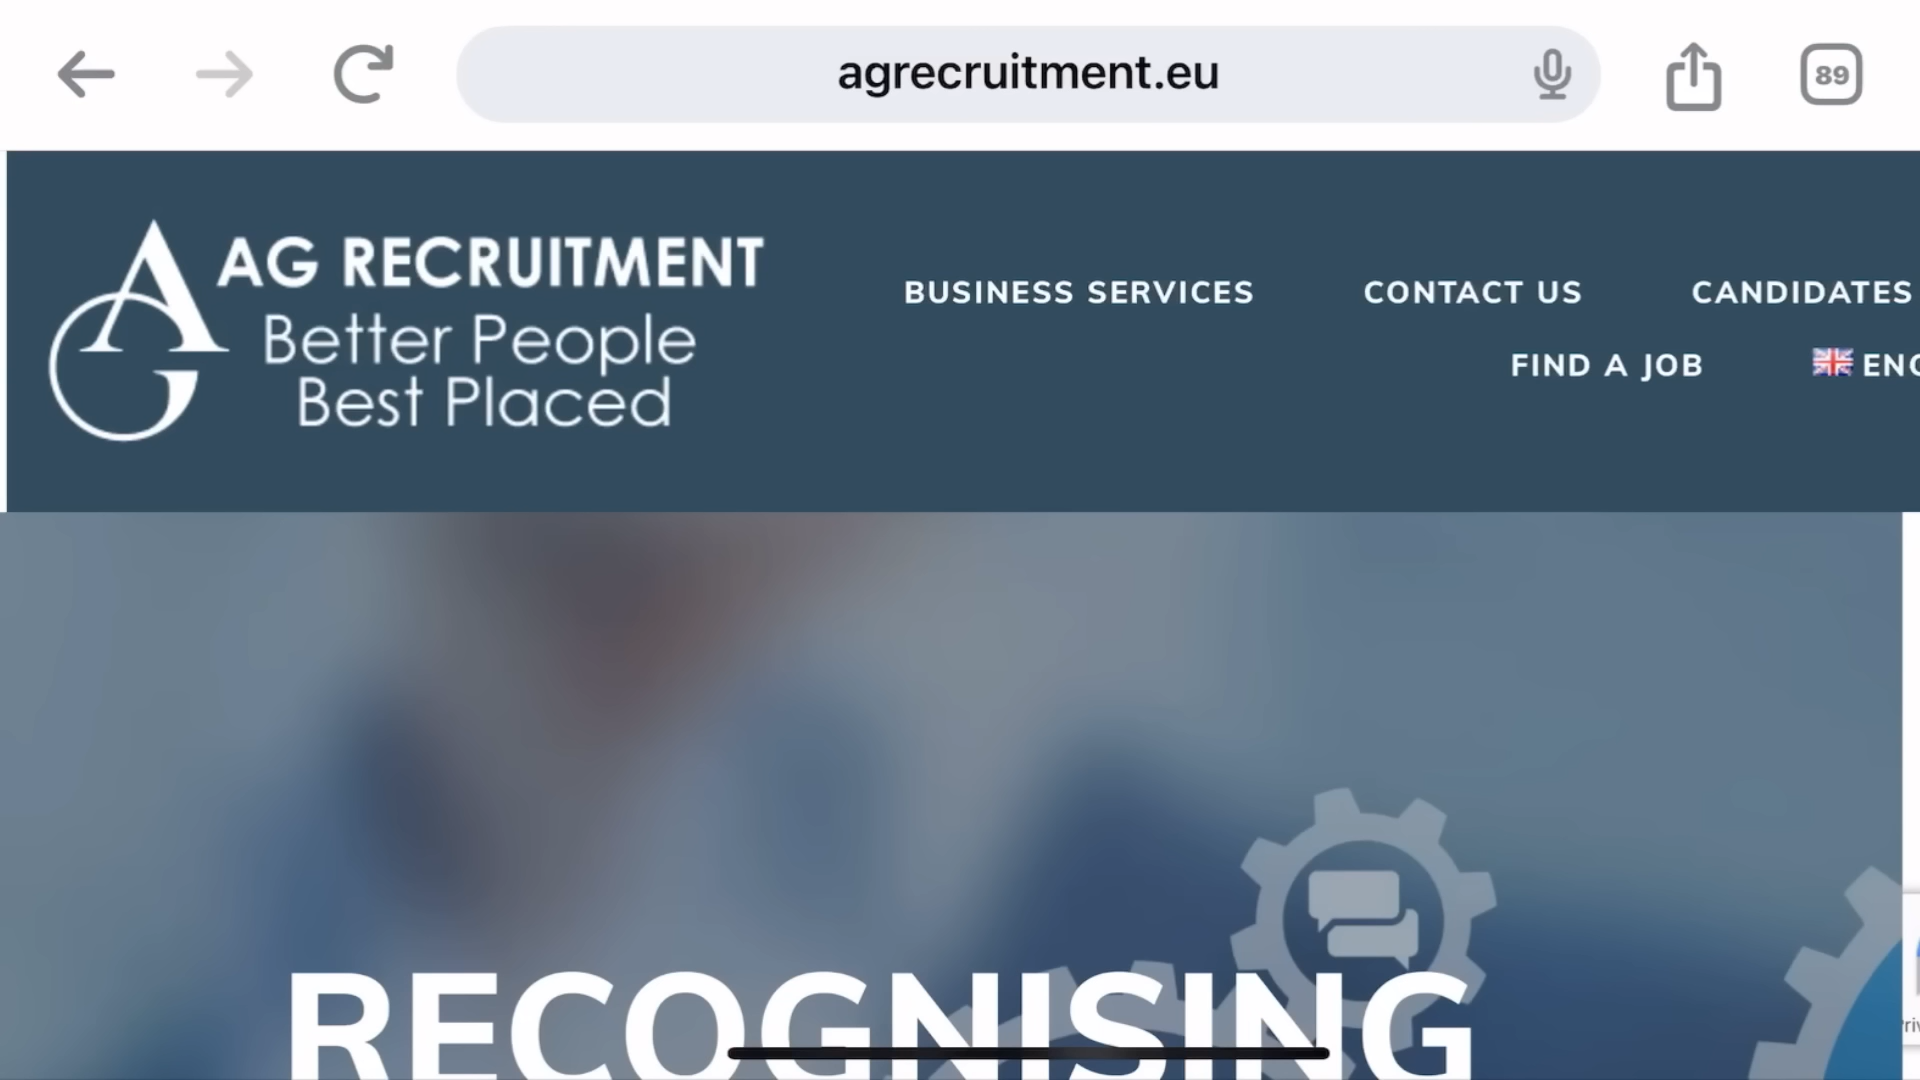 agrecruitment.eu
89
AG RECRUITMENT
Better People
Best Placed
BUSINESS SERVICES
CONTACT US
CANDIDATES
FIND A JOB
RECOGNISING